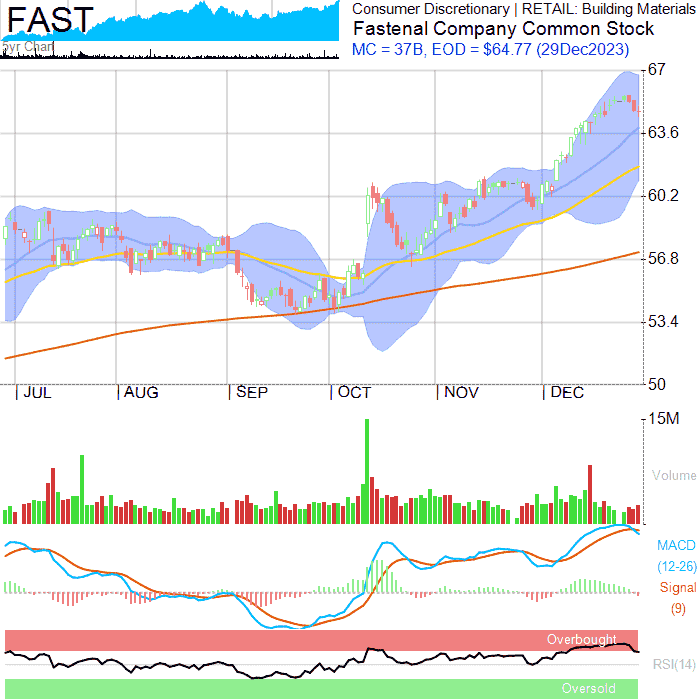 FAST
5yr Chart
Consumer Discretionary | RETAIL: Building Materials
Fastenal Company Common Stock
MC = 37B, EOD = $64.77 (29Dec2023)
67
63.6
60.2
56.8
53.4
50
JUL AUG SEP OCT NOV DEC
15M
Volume
MACD
(12-26)
Signal
(9)
Overbought
RSI(14)
Oversold